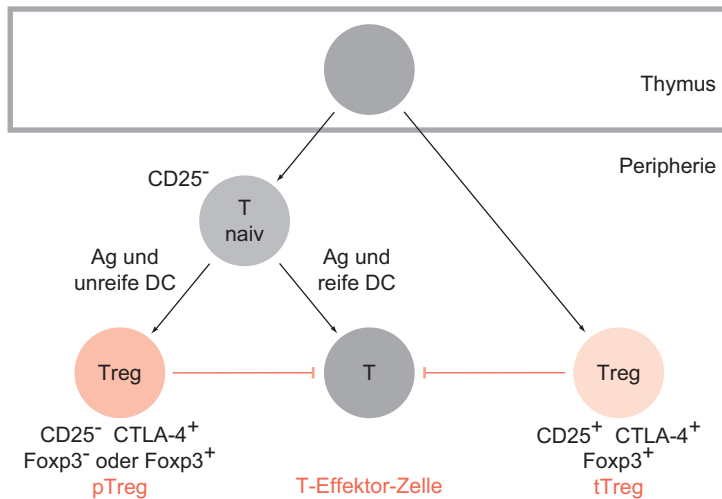 Thymus
Peripherie
CD25⁻
T
naiv
Ag und
unreife DC
Ag und
reife DC
Treg
T
Treg
CD25⁻ CTLA-4⁺
Foxp3⁻ oder Foxp3⁺
pTreg
T-Effektor-Zelle
CD25⁺ CTLA-4⁺
Foxp3⁺
tTreg